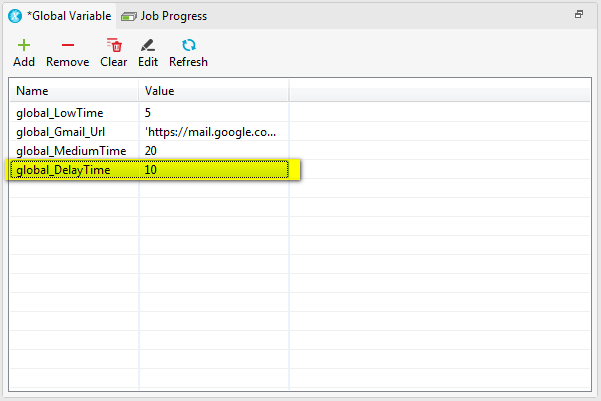 *Global Variable Job Progress
Add Remove Clear Edit Refresh
Name Value
global_LowTime 5
global_Gmail_Url 'https://mail.google.co...
global_MediumTime 20
global_DelayTime 10